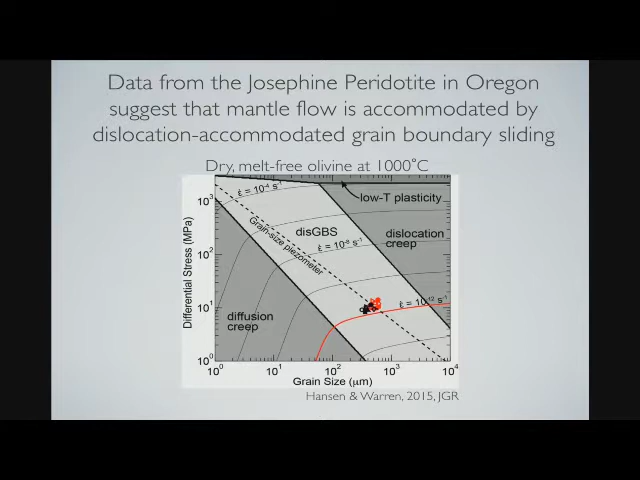 Data from the Josephine Peridotite in Oregon
suggest that mantle flow is accommodated by
dislocation-accommodated grain boundary sliding
Dry, melt-free olivine at 1000˚C
Differential Stress (MPa)
10³
10²
10¹
10⁰
ε̇ = 10⁻⁴ s⁻¹
low-T plasticity
Grain-size piezometer
disGBS
ε̇ = 10⁻⁸ s⁻¹
dislocation
creep
ε̇ = 10⁻¹² s⁻¹
diffusion
creep
10⁰ 10¹ 10² 10³ 10⁴
Grain Size (μm)
Hansen & Warren, 2015, JGR